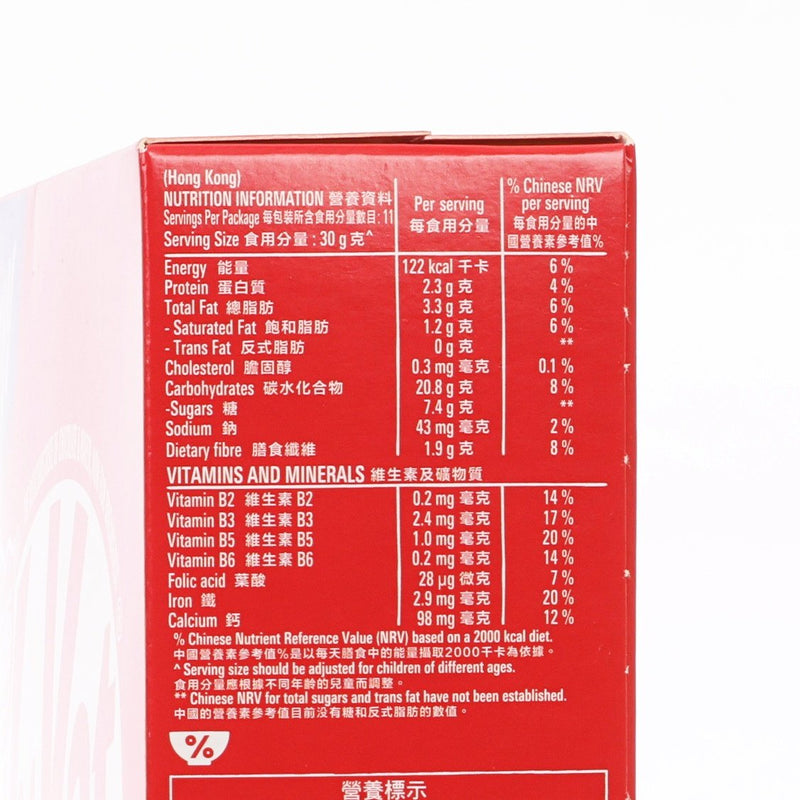 (Hong Kong)
NUTRITION INFORMATION 營養資料
Servings Per Package 每包裝所含食用分量數目: 11
Serving Size 食用分量 : 30 g 克^
Per serving
每食用分量
% Chinese NRV
per serving
每食用分量的中
國營養素參考值%
Energy 能量 122 kcal 千卡 6 %
Protein 蛋白質 2.3 g 克 4 %
Total Fat 總脂肪 3.3 g 克 6 %
- Saturated Fat 飽和脂肪 1.2 g 克 6 %
- Trans Fat 反式脂肪 0 g 克 **
Cholesterol 膽固醇 0.3 mg 毫克 0.1 %
Carbohydrates 碳水化合物 20.8 g 克 8 %
-Sugars 糖 7.4 g 克 **
Sodium 鈉 43 mg 毫克 2 %
Dietary fibre 膳食纖維 1.9 g 克 8 %
VITAMINS AND MINERALS 維生素及礦物質
Vitamin B2 維生素 B2 0.2 mg 毫克 14 %
Vitamin B3 維生素 B3 2.4 mg 毫克 17 %
Vitamin B5 維生素 B5 1.0 mg 毫克 20 %
Vitamin B6 維生素 B6 0.2 mg 毫克 14 %
Folic acid 葉酸 28 µg 微克 7 %
Iron 鐵 2.9 mg 毫克 20 %
Calcium 鈣 98 mg 毫克 12 %
% Chinese Nutrient Reference Value (NRV) based on a 2000 kcal diet.
中國營養素參考值%是以每天膳食中的能量攝取2000千卡為依據。
^ Serving size should be adjusted for children of different ages.
食用分量應根據不同年齡的兒童而調整。
** Chinese NRV for total sugars and trans fat have not been established.
中國的營養素參考值目前沒有糖和反式脂肪的數值。
%
營養標示